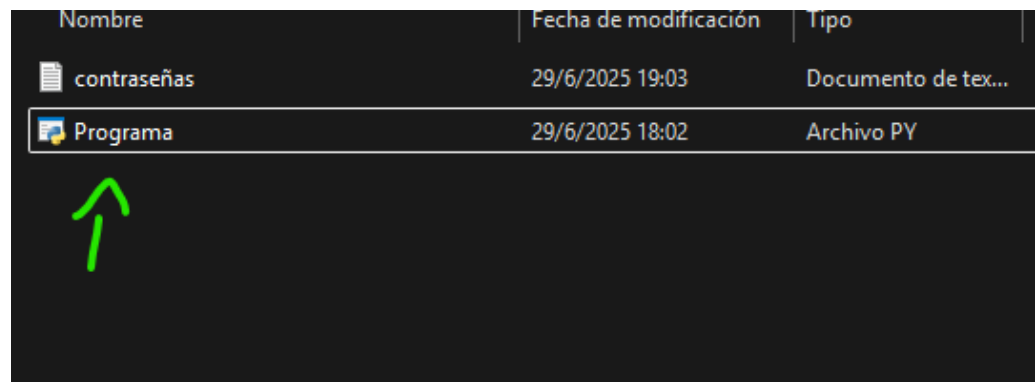 Nombre Fecha de modificación Tipo
contraseñas 29/6/2025 19:03 Documento de tex...
Programa 29/6/2025 18:02 Archivo PY